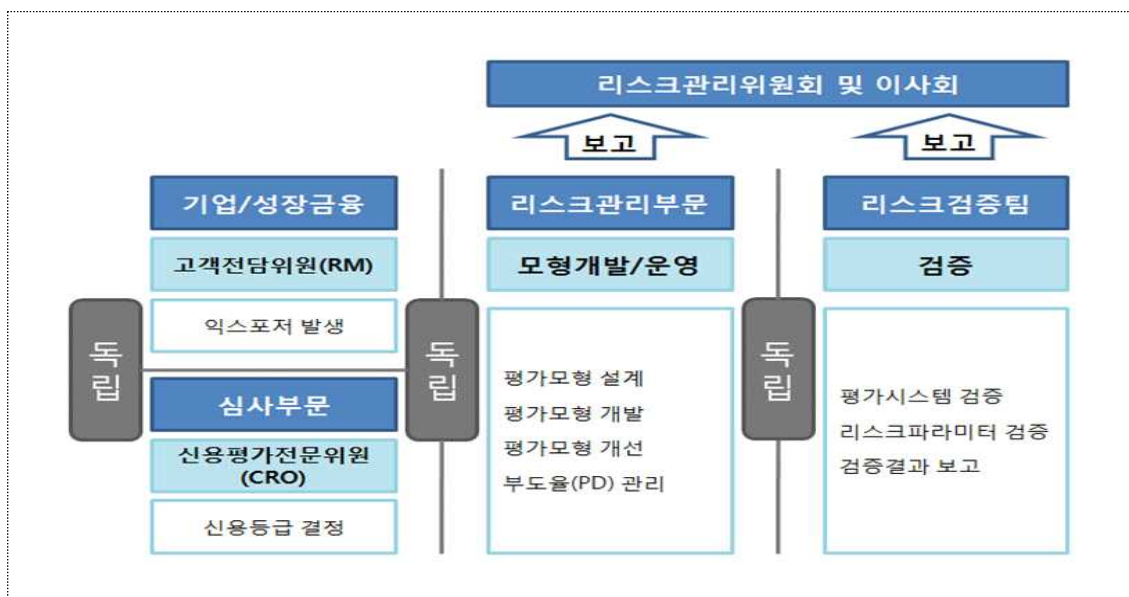 리스크관리위원회 및 이사회
보고
보고
기업/성장금융
고객전담위원(RM)
익스포저 발생
독립
심사부문
신용평가전문위원
(CRO)
신용등급 결정
독립
리스크관리부문
모형개발/운영
평가모형 설계
평가모형 개발
평가모형 개선
부도율(PD) 관리
독립
리스크검증팀
검증
평가시스템 검증
리스크파라미터 검증
검증결과 보고